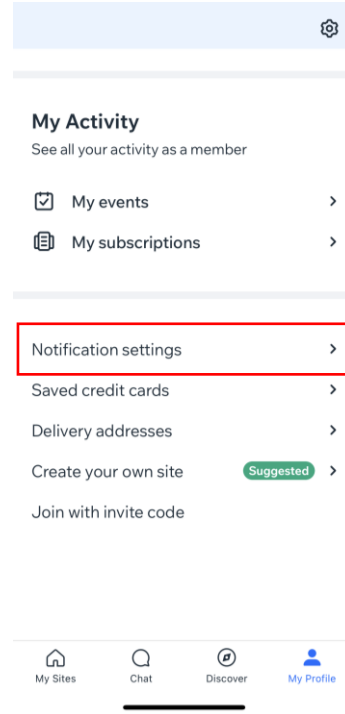 My Activity
See all your activity as a member
My events
My subscriptions
Notification settings
Saved credit cards
Delivery addresses
Create your own site Suggested
Join with invite code
My Sites Chat Discover My Profile